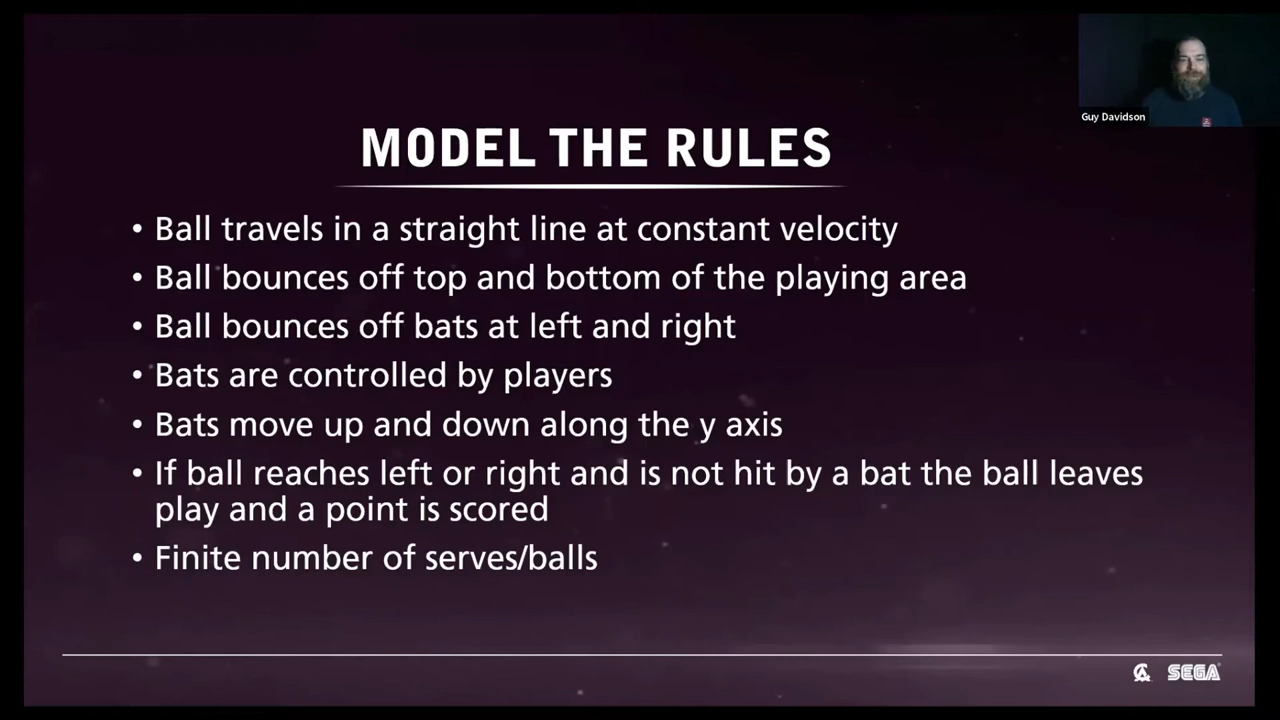 Guy Davidson
MODEL THE RULES
• Ball travels in a straight line at constant velocity
• Ball bounces off top and bottom of the playing area
• Ball bounces off bats at left and right
• Bats are controlled by players
• Bats move up and down along the y axis
• If ball reaches left or right and is not hit by a bat the ball leaves
play and a point is scored
• Finite number of serves/balls
SEGA